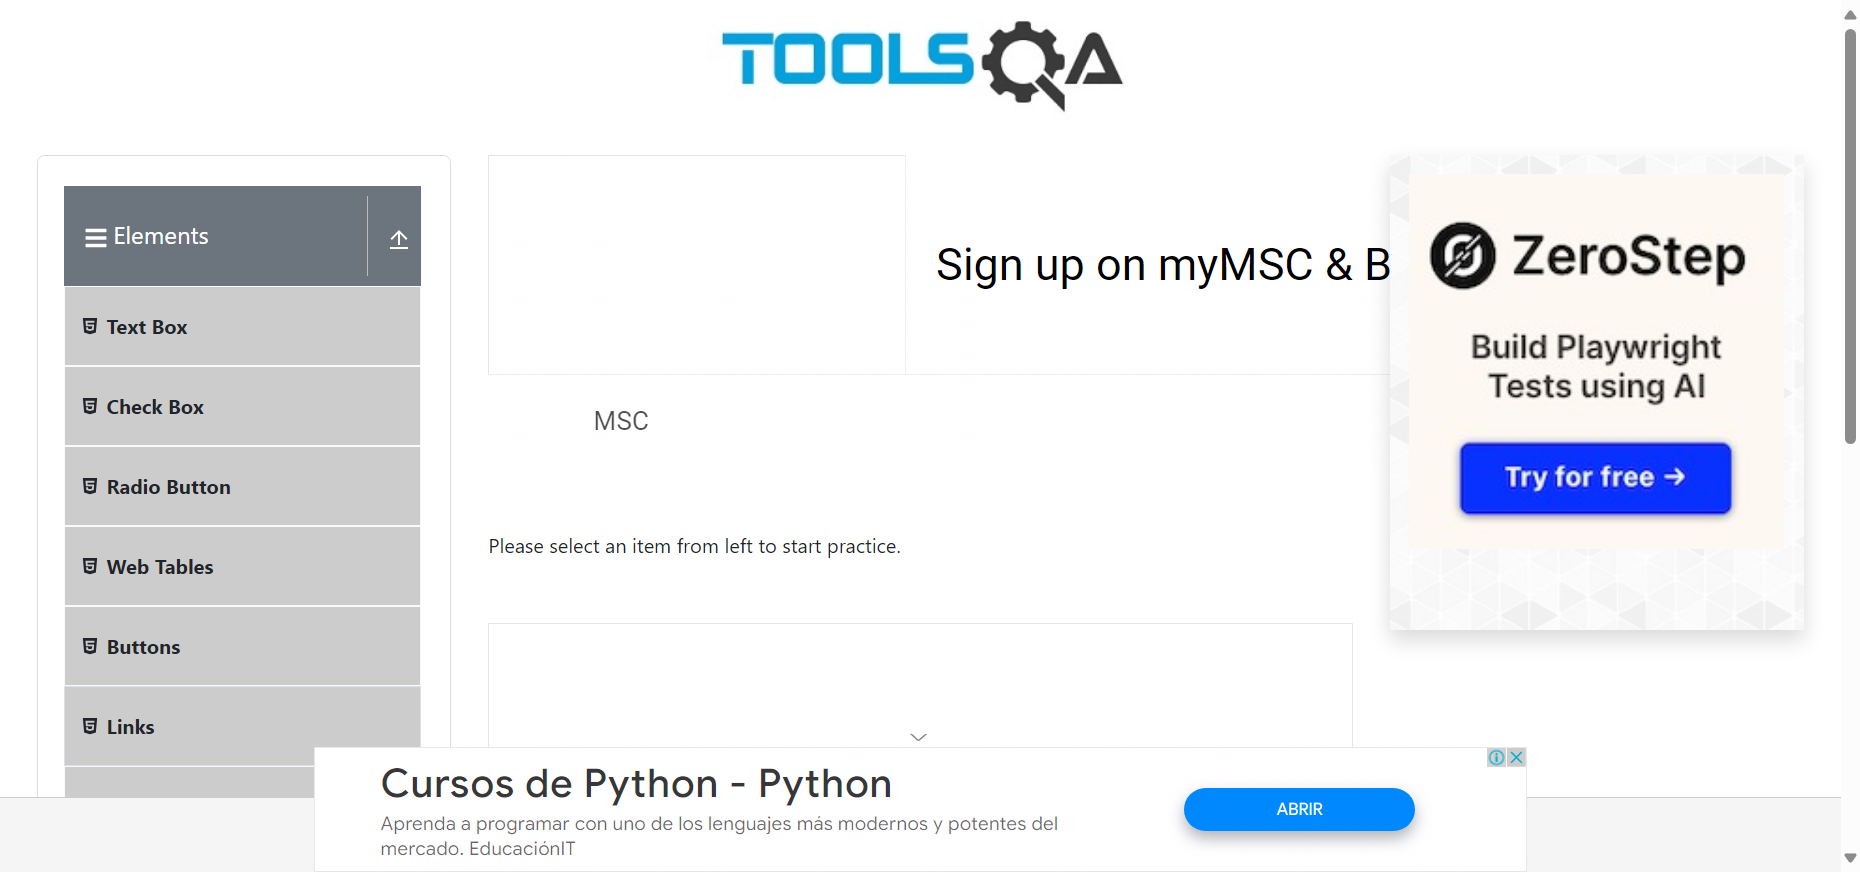 TOOLSQA
Elements
Text Box
Check Box
Radio Button
Web Tables
Buttons
Links
Sign up on myMSC & B
MSC
Please select an item from left to start practice.
ZeroStep
Build Playwright
Tests using AI
Try for free →
Cursos de Python - Python
Aprenda a programar con uno de los lenguajes más modernos y potentes del
mercado. EducaciónIT
ABRIR